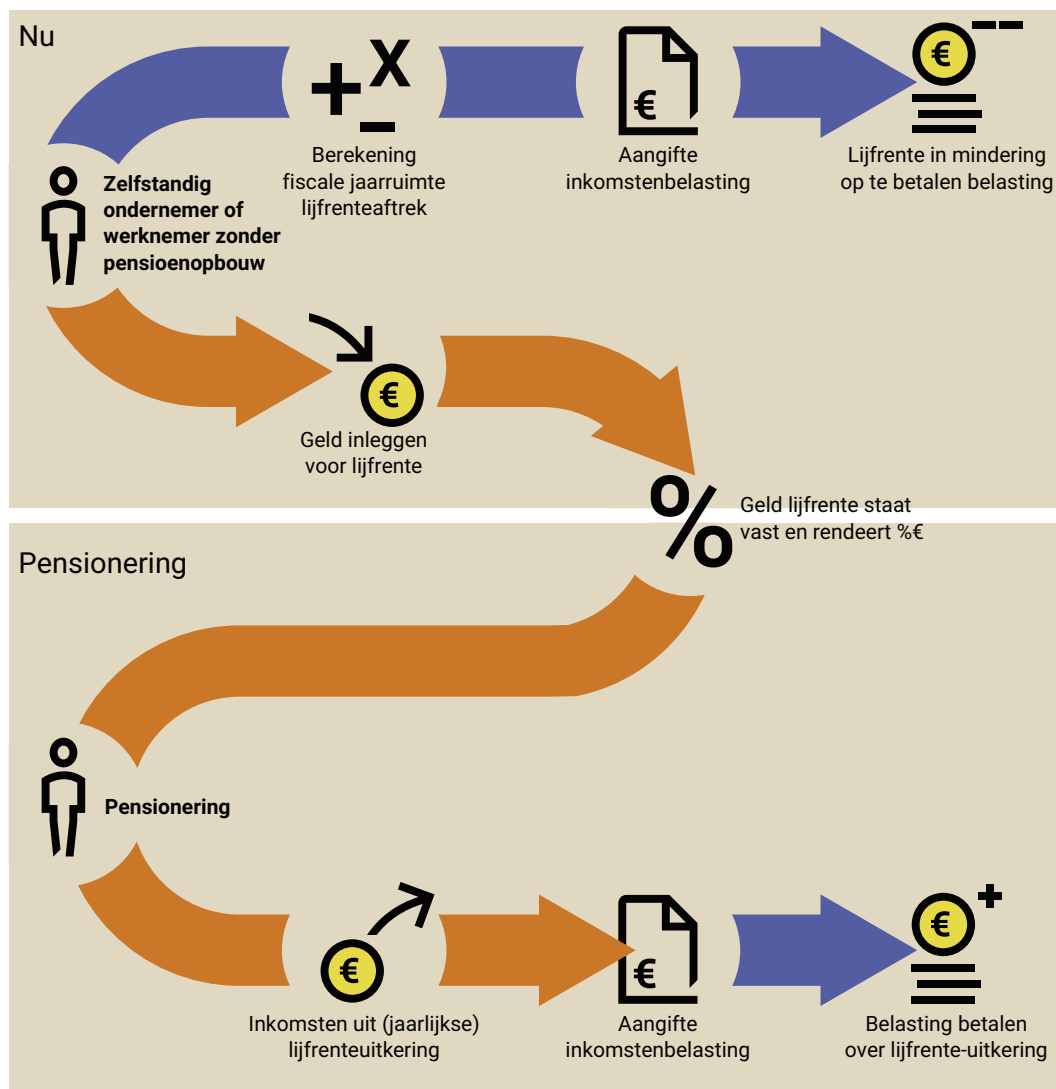 Nu
+ x
−
€
€
Berekening
fiscale jaarruimte
lijfrenteaftrek
Aangifte
inkomstenbelasting
Lijfrente in mindering
op te betalen belasting
Zelfstandig
ondernemer of
werknemer zonder
pensioenopbouw
€
Geld inleggen
voor lijfrente
%
Geld lijfrente staat
vast en rendeert %€
Pensionering
Pensionering
€
€
€
+
Inkomsten uit (jaarlijkse)
lijfrenteuitkering
Aangifte
inkomstenbelasting
Belasting betalen
over lijfrente-uitkering